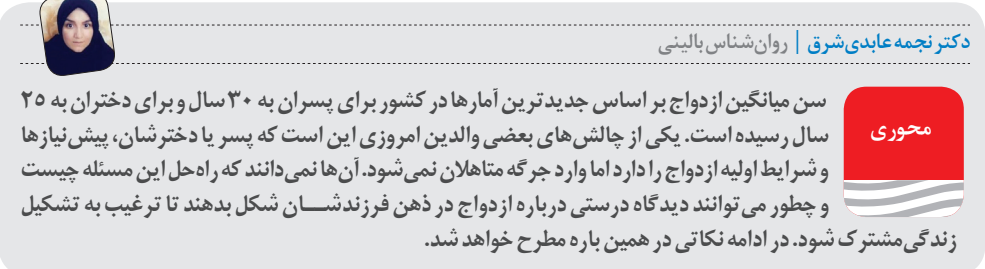 دکتر نجمه عابدی‌شرق | روان‌شناس بالینی
محوری
سن میانگین ازدواج بر اساس جدیدترین آمارها در کشور برای پسران به ۳۰ سال و برای دختران به ۲۵
سال رسیده است. یکی از چالش‌های بعضی والدین امروزی این است که پسر یا دخترشان، پیش‌نیازها
و شرایط اولیه ازدواج را دارد اما وارد جرگه متاهلان نمی‌شود. آن‌ها نمی‌دانند که راه‌حل این مسئله چیست
و چطور می‌توانند دیدگاه درستی درباره ازدواج در ذهن فرزندشــان شکل بدهند تا ترغیب به تشکیل
زندگی مشترک شود. در ادامه نکاتی در همین باره مطرح خواهد شد.